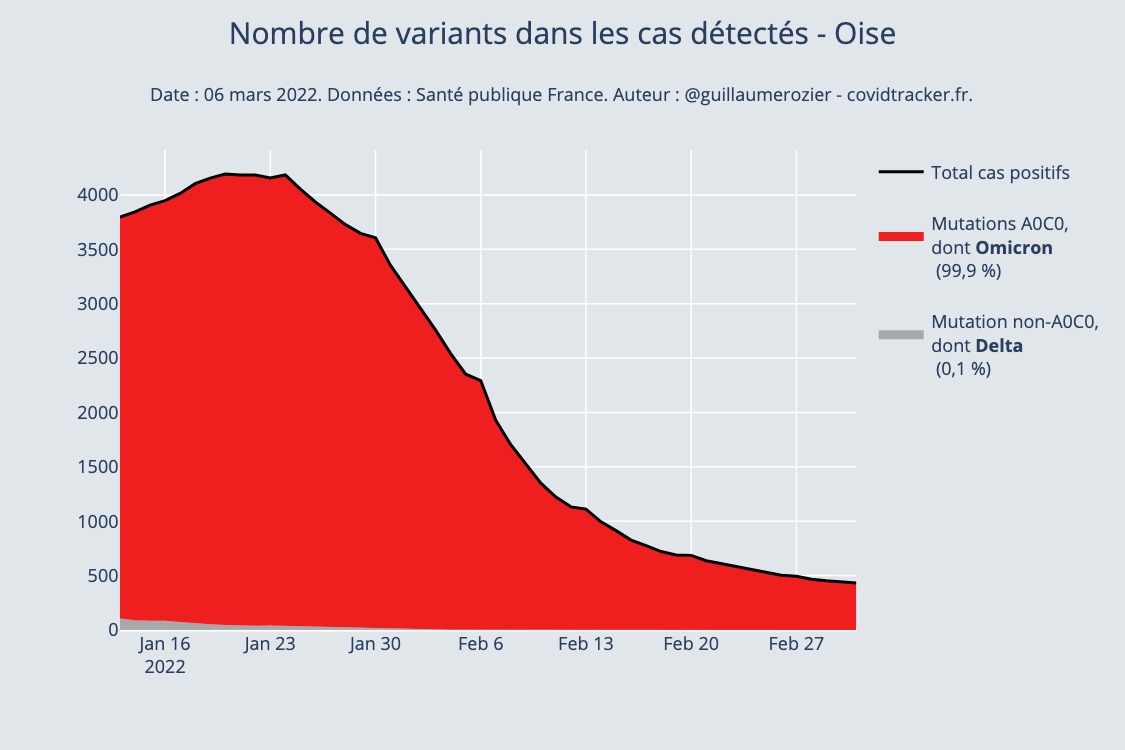 Nombre de variants dans les cas détectés - Oise
Date : 06 mars 2022. Données : Santé publique France. Auteur : @guillaumerozier - covidtracker.fr.
4000
3500
3000
2500
2000
1500
1000
500
0
Jan 16
2022
Jan 23
Jan 30
Feb 6
Feb 13
Feb 20
Feb 27
Total cas positifs
Mutations A0C0,
dont Omicron
(99,9 %)
Mutation non-A0C0,
dont Delta
(0,1 %)